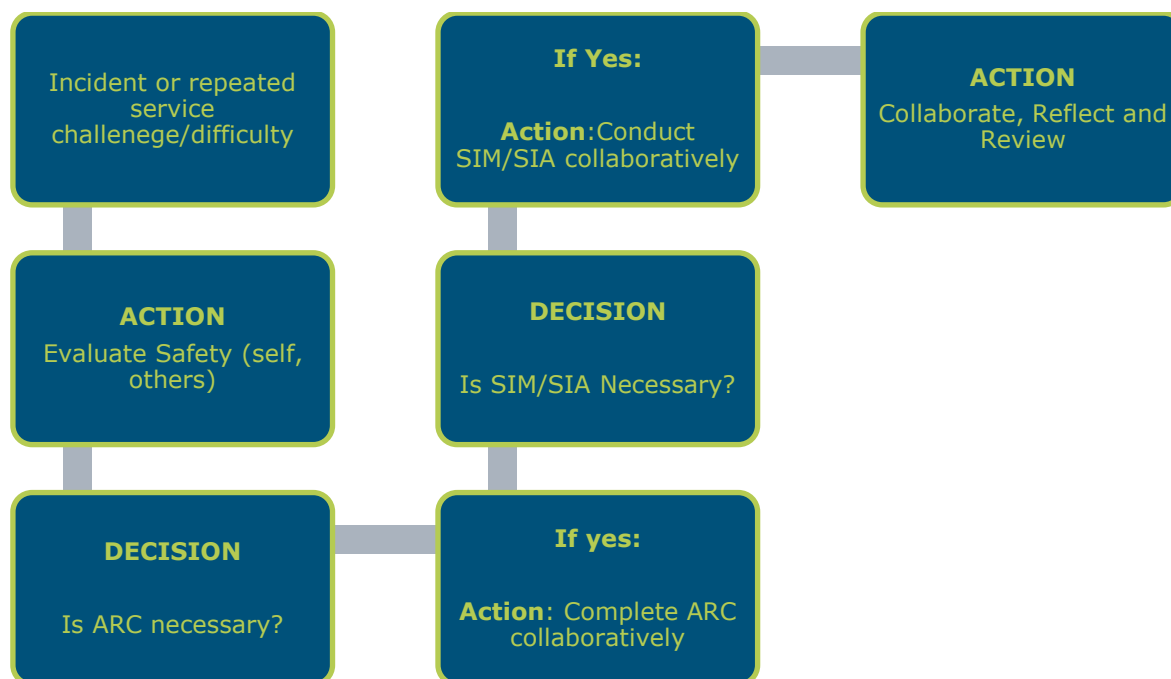 Incident or repeated
service
challenege/difficulty
ACTION
Evaluate Safety (self,
others)
DECISION
Is ARC necessary?
If yes:
Action: Complete ARC
collaboratively
DECISION
Is SIM/SIA Necessary?
If Yes:
Action:Conduct
SIM/SIA collaboratively
ACTION
Collaborate, Reflect and
Review